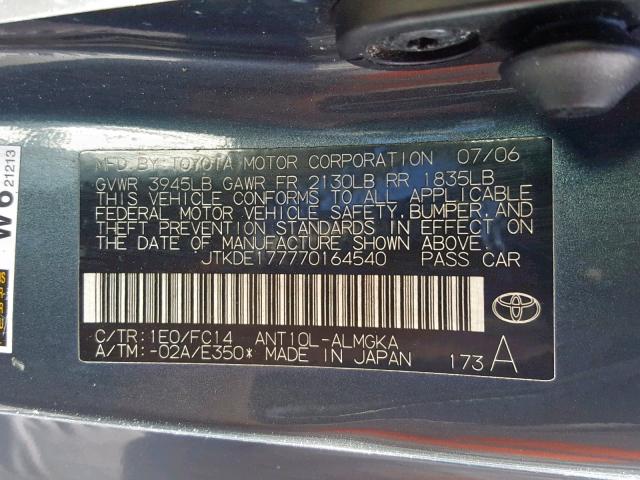 MFD. BY TOYOTA MOTOR CORPORATION 07/06
GVWR 3945LB GAWR FR 2130LB RR 1835LB
THIS VEHICLE CONFORMS TO ALL APPLICABLE
FEDERAL MOTOR VEHICLE SAFETY, BUMPER, AND
THEFT PREVENTION STANDARDS IN EFFECT ON
THE DATE OF MANUFACTURE SHOWN ABOVE.
JTKDE177770164540 PASS CAR
C/TR: 1E0/FC14 ANT10L-ALMGKA
A/TM: -02A/E350* MADE IN JAPAN 173 A
W6
21213